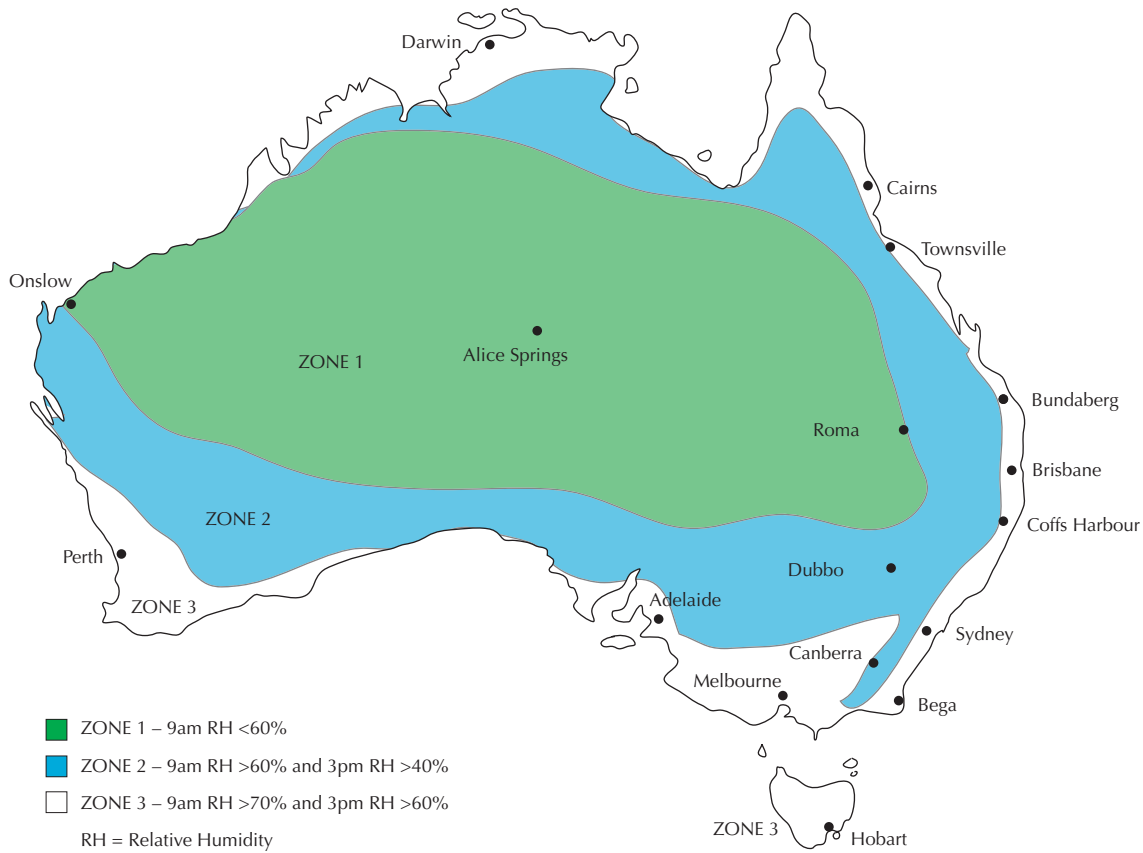 Darwin
Cairns
Townsville
Onslow
Alice Springs
ZONE 1
Bundaberg
Roma
Brisbane
ZONE 2
Coffs Harbour
Perth
Dubbo
ZONE 3
Adelaide
Sydney
Canberra
Melbourne
Bega
ZONE 1 – 9am RH <60%
ZONE 2 – 9am RH >60% and 3pm RH >40%
ZONE 3 – 9am RH >70% and 3pm RH >60%
RH = Relative Humidity
ZONE 3
Hobart